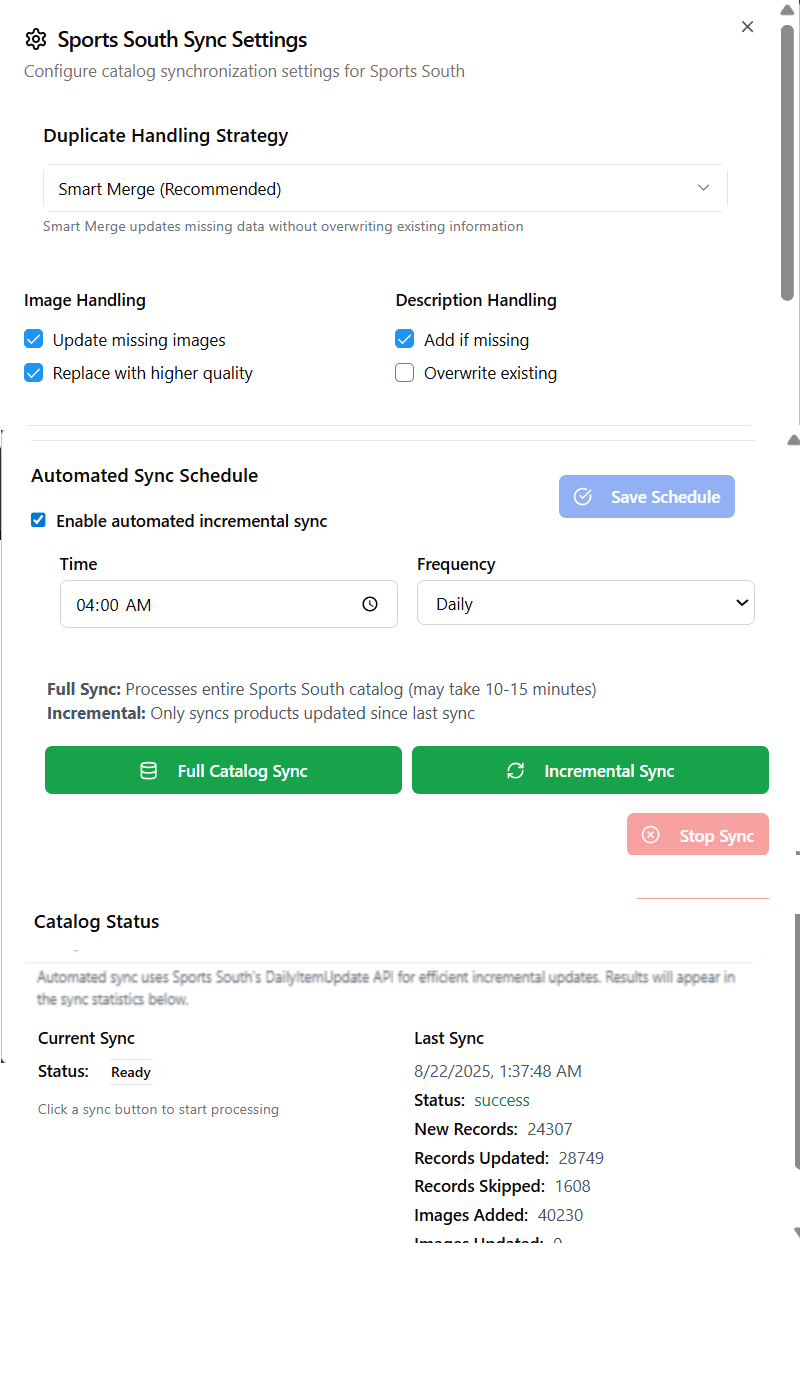 Sports South Sync Settings
Configure catalog synchronization settings for Sports South
Duplicate Handling Strategy
Smart Merge (Recommended)
Smart Merge updates missing data without overwriting existing information
Image Handling
Update missing images
Replace with higher quality
Description Handling
Add if missing
Overwrite existing
Automated Sync Schedule
Save Schedule
Enable automated incremental sync
Time
04:00 AM
Frequency
Daily
Full Sync: Processes entire Sports South catalog (may take 10-15 minutes)
Incremental: Only syncs products updated since last sync
Full Catalog Sync
Incremental Sync
Stop Sync
Catalog Status
Automated sync uses Sports South's DailyItemUpdate API for efficient incremental updates. Results will appear in
the sync statistics below.
Current Sync
Status: Ready
Click a sync button to start processing
Last Sync
8/22/2025, 1:37:48 AM
Status: success
New Records: 24307
Records Updated: 28749
Records Skipped: 1608
Images Added: 40230
Images Updated: 0